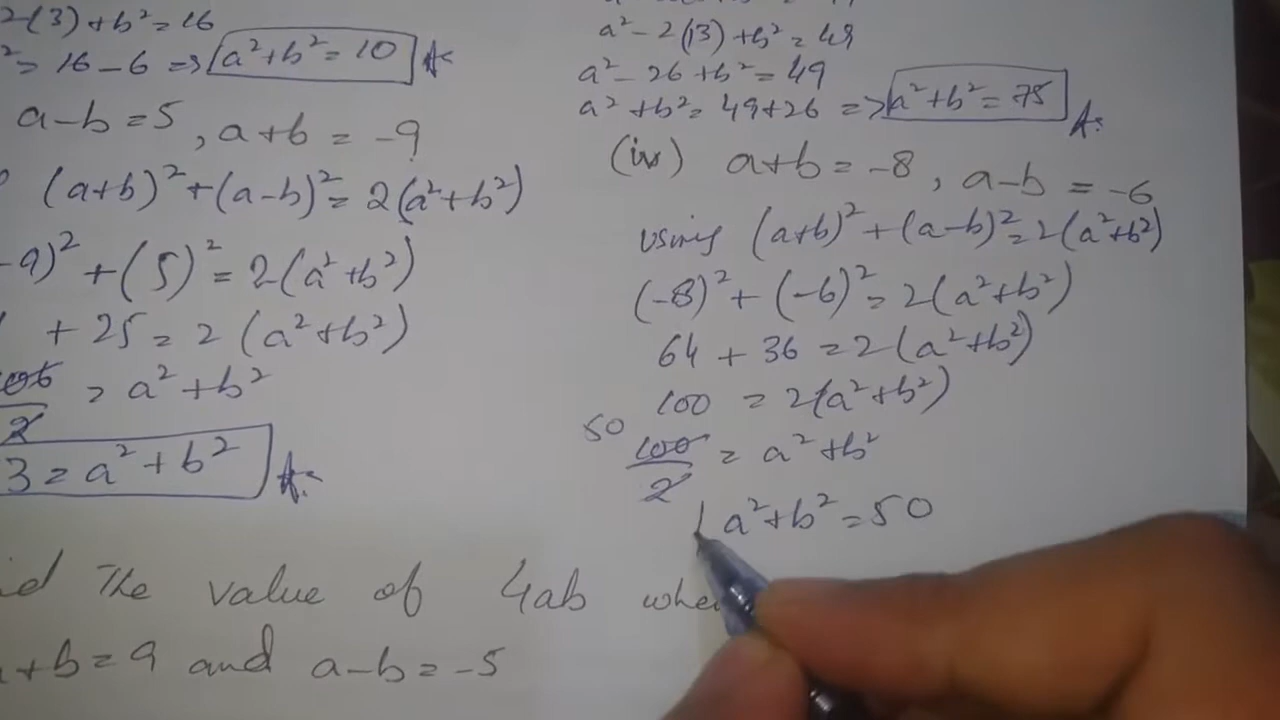 2(3)+b²=16
²= 16-6 => a²+b²=10 A:
a-b=5, a+b=-9
(a+b)²+(a-b)²=2(a²+b²)
-9)²+(5)²=2(a²+b²)
+25=2(a²+b²)
106/2 = a²+b²
3=a²+b² A:
a²-2(13)+b²=49
a²-26+b²=49
a²+b²=49+26 => a²+b²=75 A:
(iv) a+b=-8, a-b=-6
using (a+b)²+(a-b)²=2(a²+b²)
(-8)²+(-6)²=2(a²+b²)
64+36=2(a²+b²)
100=2(a²+b²)
50 100/2 = a²+b²
a²+b²=50
The value of 4ab
+b=9 and a-b=-5